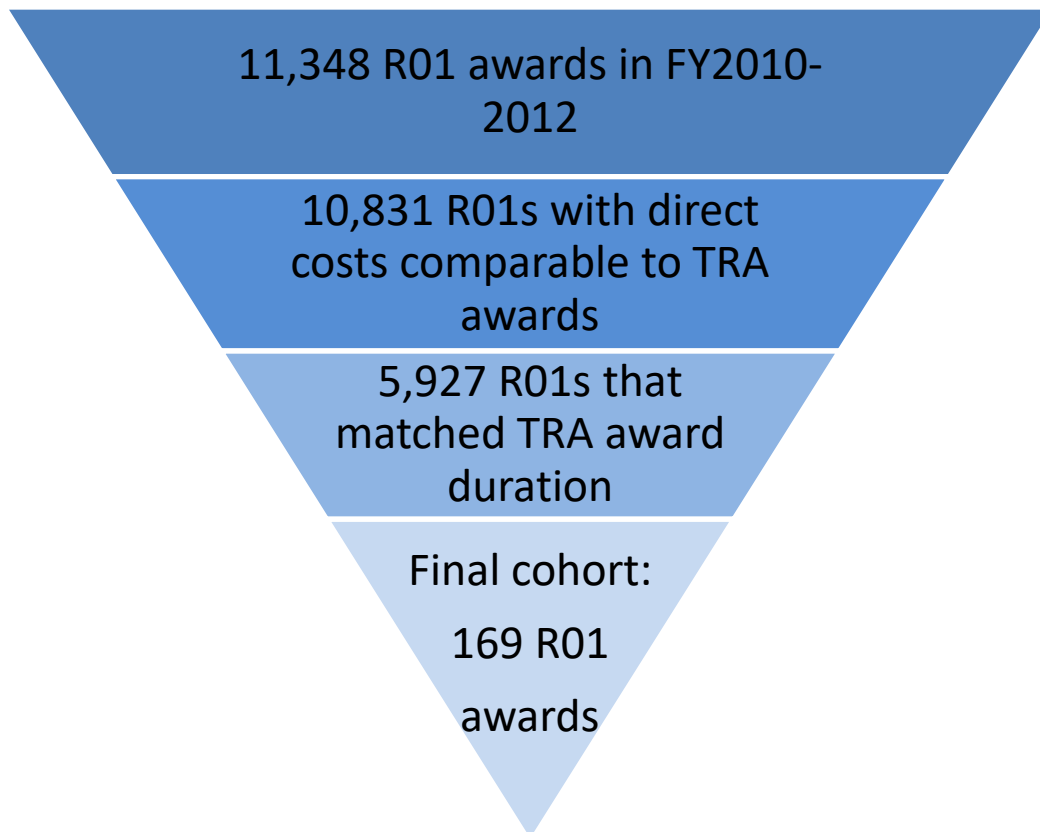 11,348 R01 awards in FY2010-
2012
10,831 R01s with direct
costs comparable to TRA
awards
5,927 R01s that
matched TRA award
duration
Final cohort:
169 R01
awards